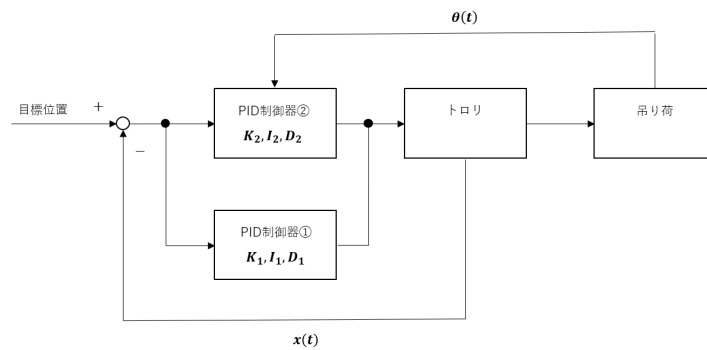 θ(t)
目標位置
+
PID制御器②
K₂, I₂, D₂
トロリ
吊り荷
−
PID制御器①
K₁, I₁, D₁
x(t)